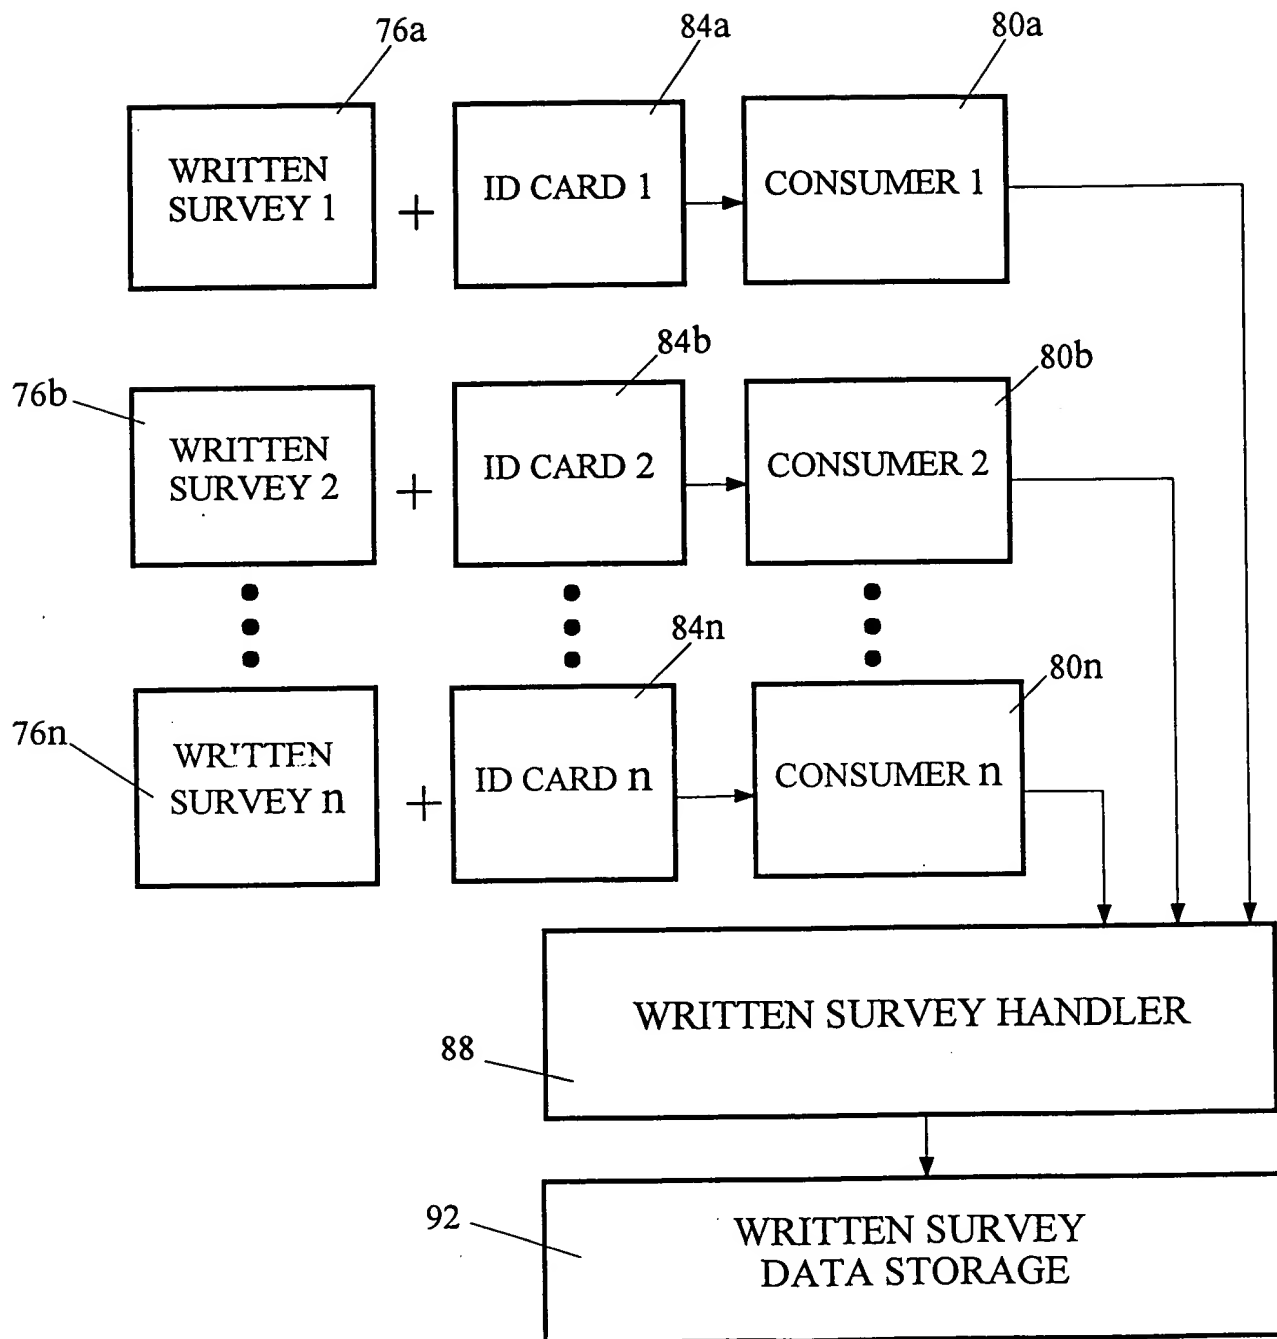 76a
84a
80a
WRITTEN
SURVEY 1
+
ID CARD 1
CONSUMER 1
76b
84b
80b
WRITTEN
SURVEY 2
+
ID CARD 2
CONSUMER 2
76n
84n
80n
WRITTEN
SURVEY n
+
ID CARD n
CONSUMER n
WRITTEN SURVEY HANDLER
88
92
WRITTEN SURVEY
DATA STORAGE